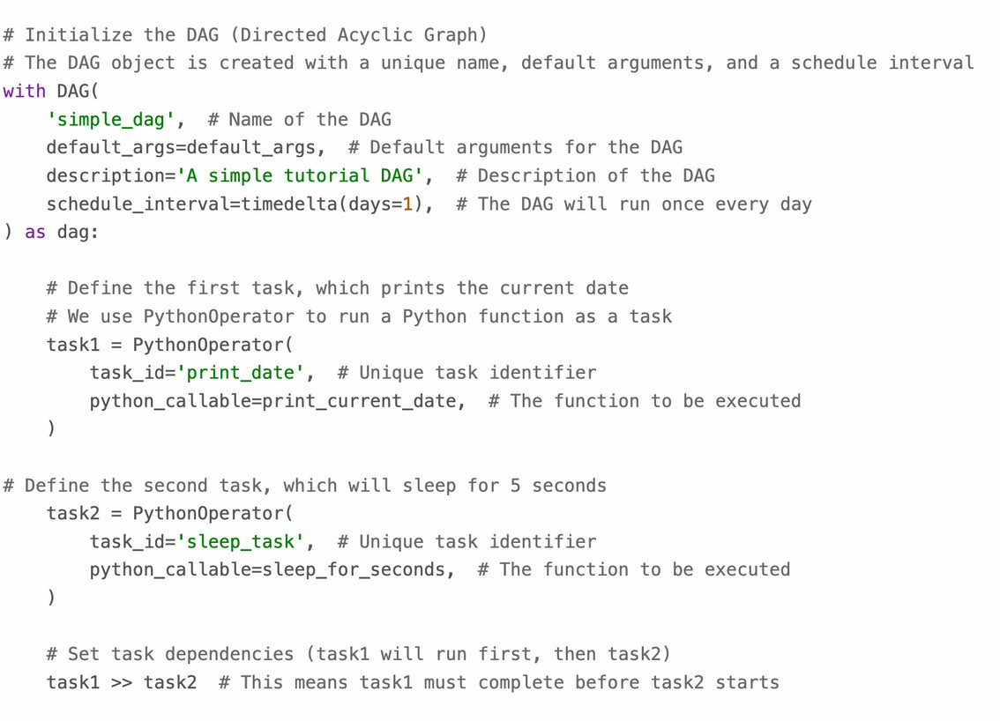 # Initialize the DAG (Directed Acyclic Graph)
# The DAG object is created with a unique name, default arguments, and a schedule interval
with DAG(
    'simple_dag',  # Name of the DAG
    default_args=default_args,  # Default arguments for the DAG
    description='A simple tutorial DAG',  # Description of the DAG
    schedule_interval=timedelta(days=1),  # The DAG will run once every day
) as dag:

    # Define the first task, which prints the current date
    # We use PythonOperator to run a Python function as a task
    task1 = PythonOperator(
        task_id='print_date',  # Unique task identifier
        python_callable=print_current_date,  # The function to be executed
    )

# Define the second task, which will sleep for 5 seconds
    task2 = PythonOperator(
        task_id='sleep_task',  # Unique task identifier
        python_callable=sleep_for_seconds,  # The function to be executed
    )

    # Set task dependencies (task1 will run first, then task2)
    task1 >> task2  # This means task1 must complete before task2 starts